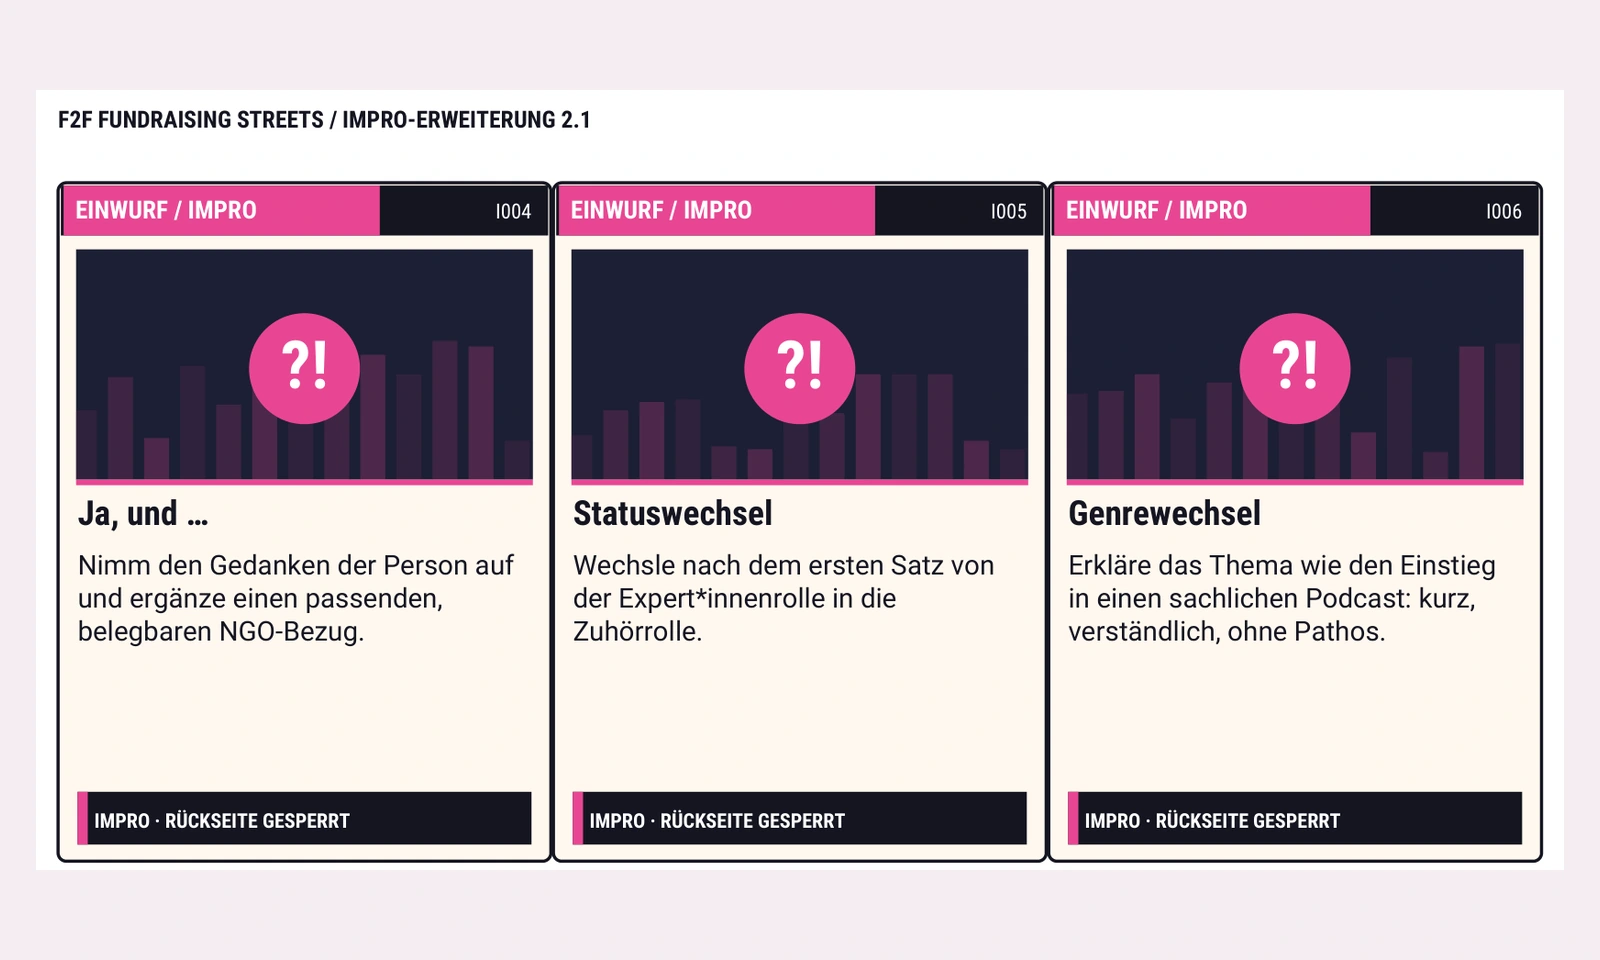 F2F FUNDRAISING STREETS / IMPRO-ERWEITERUNG 2.1
EINWURF / IMPRO
I004
?!
Ja, und …
Nimm den Gedanken der Person auf
und ergänze einen passenden,
belegbaren NGO-Bezug.
IMPRO · RÜCKSEITE GESPERRT
EINWURF / IMPRO
I005
?!
Statuswechsel
Wechsle nach dem ersten Satz von
der Expert*innenrolle in die
Zuhörrolle.
IMPRO · RÜCKSEITE GESPERRT
EINWURF / IMPRO
I006
?!
Genrewechsel
Erkläre das Thema wie den Einstieg
in einen sachlichen Podcast: kurz,
verständlich, ohne Pathos.
IMPRO · RÜCKSEITE GESPERRT